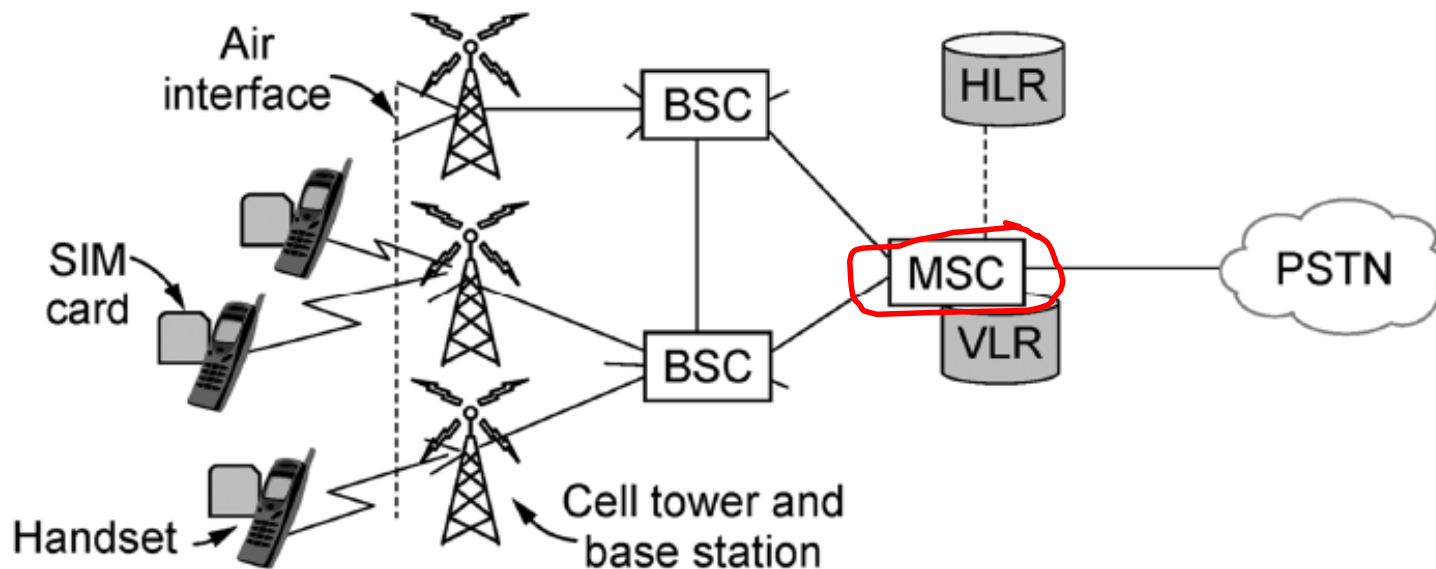 Air
interface
BSC
HLR
SIM
card
MSC
PSTN
VLR
BSC
Handset
Cell tower and
base station